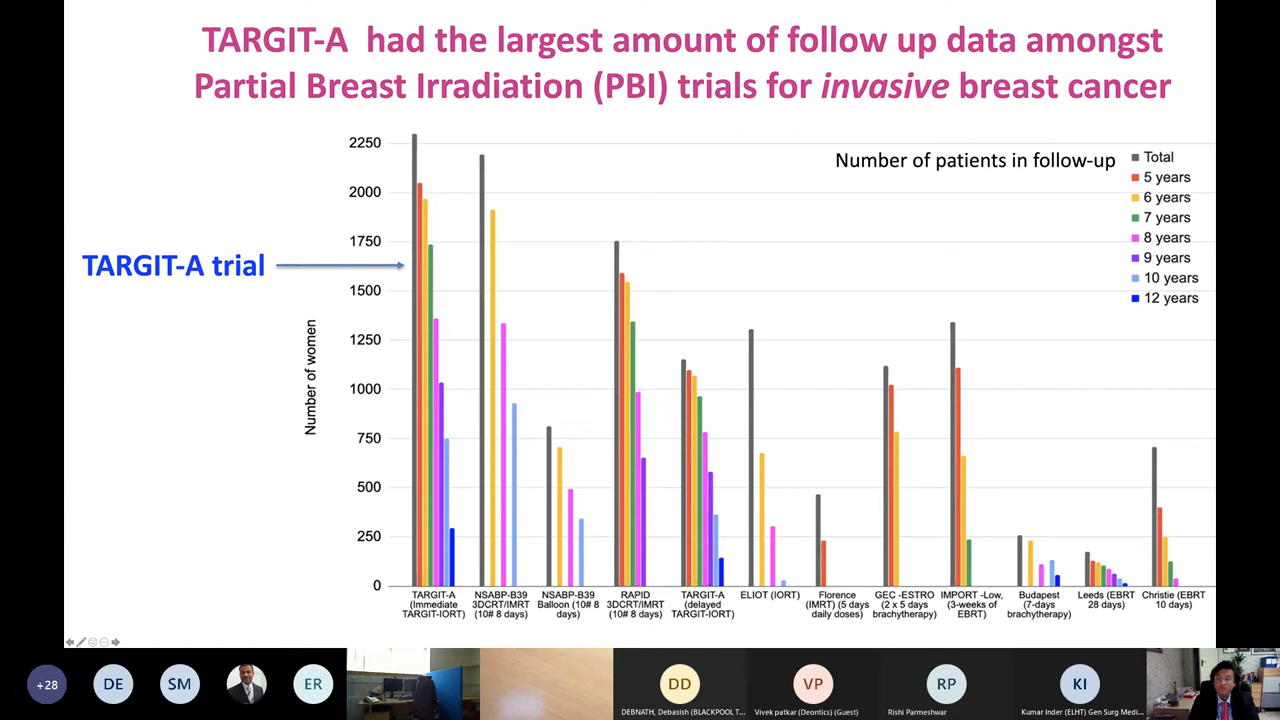 TARGIT-A had the largest amount of follow up data amongst
Partial Breast Irradiation (PBI) trials for invasive breast cancer
Number of patients in follow-up
Total
5 years
6 years
7 years
8 years
9 years
10 years
12 years
TARGIT-A trial
Number of women
2250
2000
1750
1500
1250
1000
750
500
250
0
TARGIT-A
(Immediate
TARGIT-IORT)
NSABP-B39
3DCRT/IMRT
(10# 8 days)
NSABP-B39
Balloon (10# 8
days)
RAPID
3DCRT/IMRT
(10# 8 days)
TARGIT-A
(delayed
TARGIT-IORT)
ELIOT (IORT)
Florence
(IMRT) (5 days
daily doses)
GEC -ESTRO
(2 x 5 days
brachytherapy)
IMPORT -Low,
(3-weeks of
EBRT)
Budapest
(7-days
brachytherapy)
Leeds (EBRT
28 days)
Christie (EBRT
10 days)
+28
DE
SM
ER
DD
DEBNATH, Debasish (BLACKPOOL T...
VP
Vivek patkar (Deontics) (Guest)
RP
Rishi Parmeshwar
KI
Kumar Inder (ELHT) Gen Surg Medi...